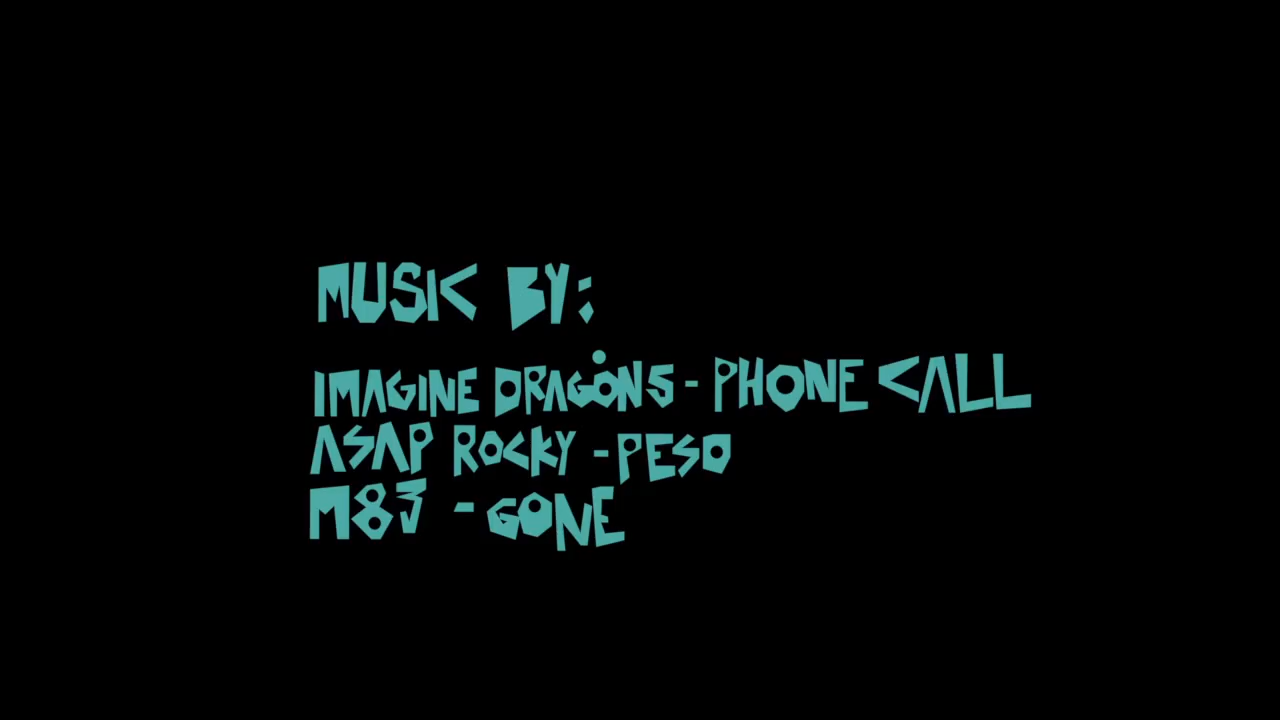 MUSIC BY:
IMAGINE DRAGONS - PHONE CALL
ASAP ROCKY - PESO
M83 - GONE